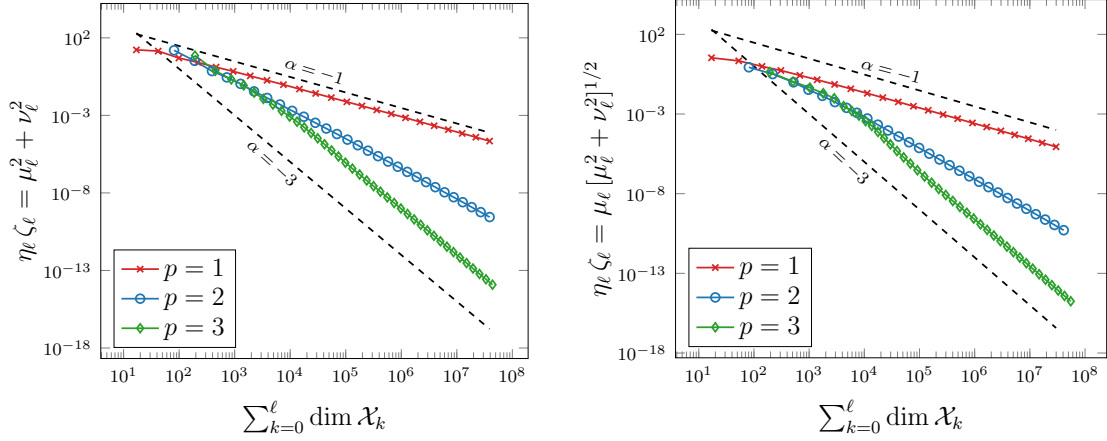 10^2
10^{-3}
10^{-8}
10^{-13}
10^{-18}
η_ℓ ζ_ℓ = μ_ℓ^2 + ν_ℓ^2
α = −1
α = −3
p = 1
p = 2
p = 3
10^1 10^2 10^3 10^4 10^5 10^6 10^7 10^8
∑_{k=0}^{ℓ} dim 𝒳_k
10^2
10^{-3}
10^{-8}
10^{-13}
10^{-18}
η_ℓ ζ_ℓ = μ_ℓ [μ_ℓ^2 + ν_ℓ^2]^{1/2}
α = −1
α = −3
p = 1
p = 2
p = 3
10^1 10^2 10^3 10^4 10^5 10^6 10^7 10^8
∑_{k=0}^{ℓ} dim 𝒳_k